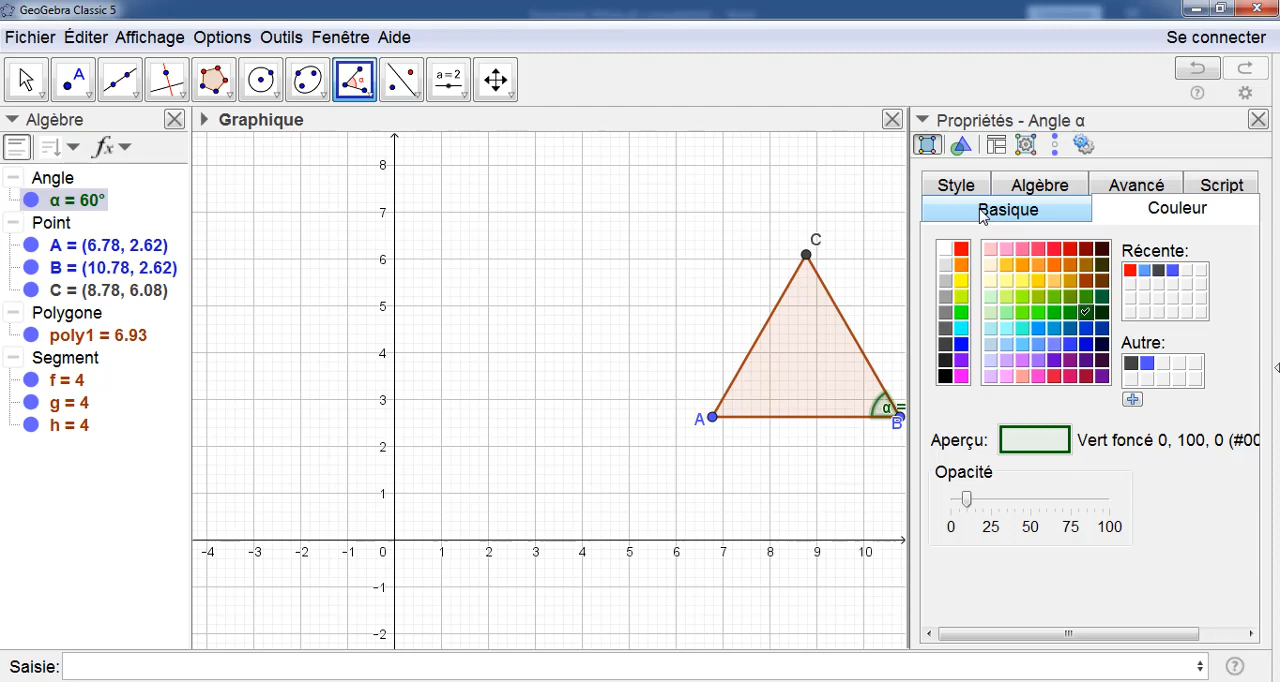 GeoGebra Classic 5
Fichier Éditer Affichage Options Outils Fenêtre Aide Se connecter
A α a=2
Algèbre
Graphique
Propriétés - Angle α
fx
Style Algèbre Avancé Script
Basique Couleur
Angle
α = 60°
Point
A = (6.78, 2.62)
B = (10.78, 2.62)
C = (8.78, 6.08)
Polygone
poly1 = 6.93
Segment
f = 4
g = 4
h = 4
8
7
6
5
4
3
2
1
0
-1
-2
-4 -3 -2 -1 0 1 2 3 4 5 6 7 8 9 10
C
A
B
α =
Récente:
Autre:
Aperçu: Vert foncé 0, 100, 0 (#00
Opacité
0 25 50 75 100
Saisie: